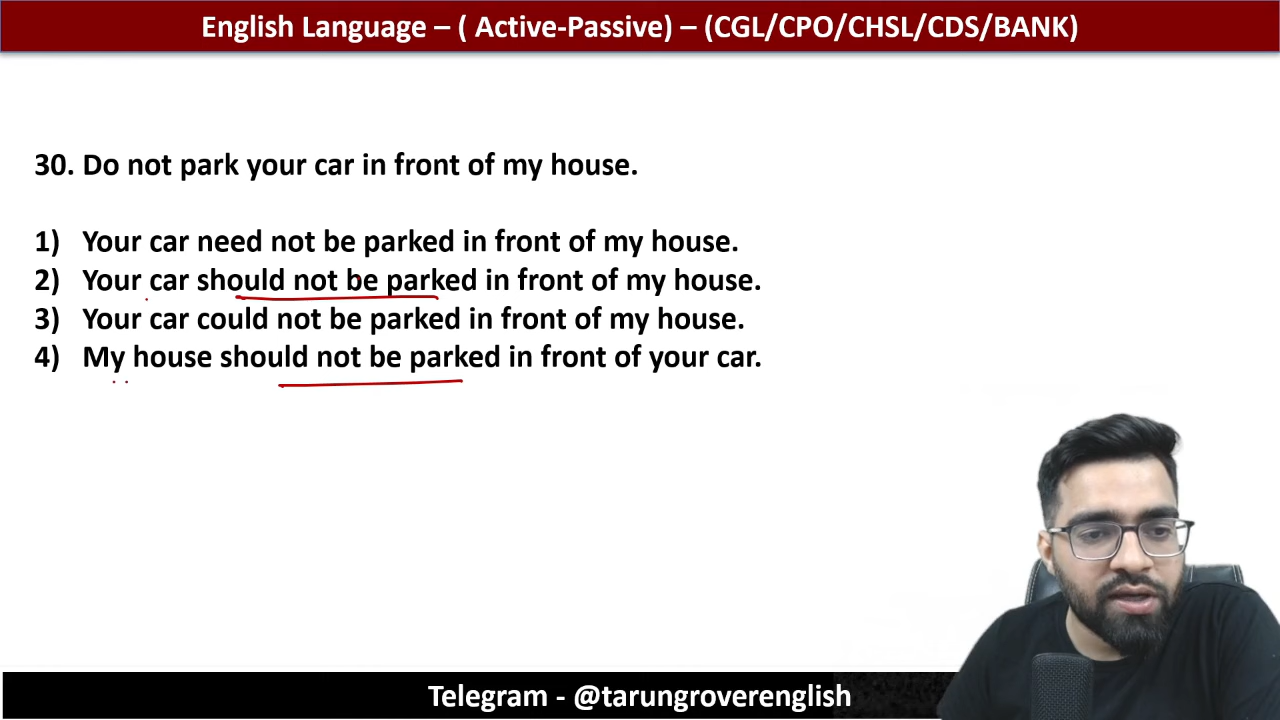 English Language – ( Active-Passive) – (CGL/CPO/CHSL/CDS/BANK)
30. Do not park your car in front of my house.
1) Your car need not be parked in front of my house.
2) Your car should not be parked in front of my house.
3) Your car could not be parked in front of my house.
4) My house should not be parked in front of your car.
Telegram - @tarungroverenglish